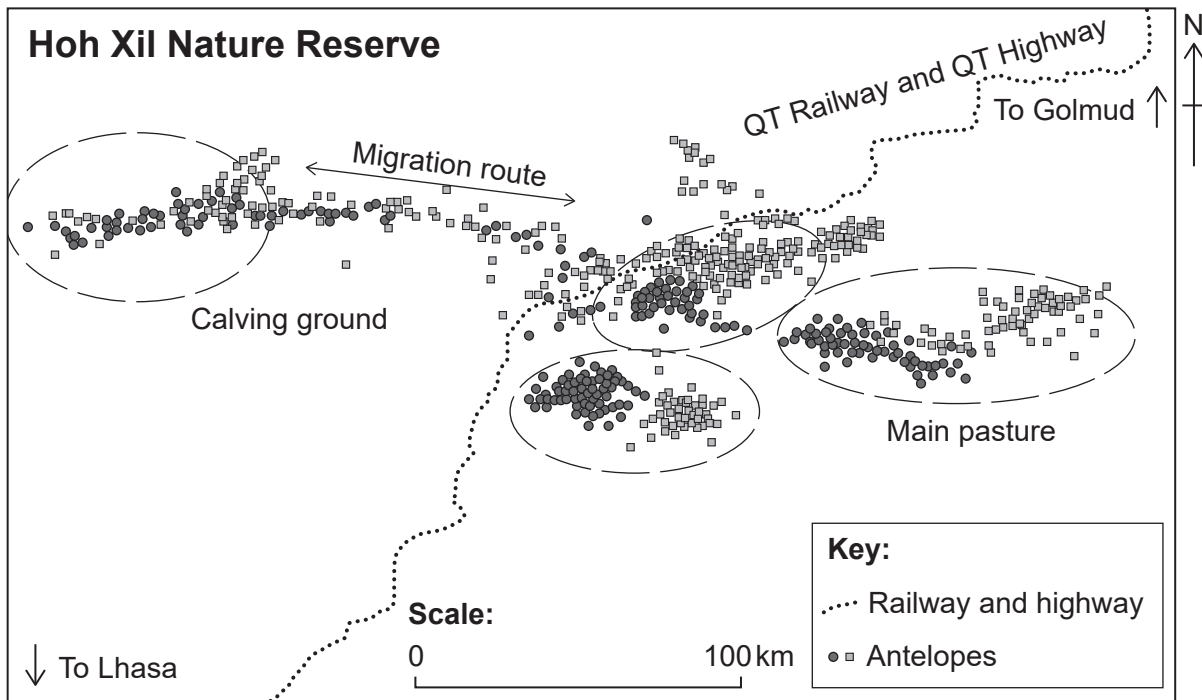 Hoh Xil Nature Reserve
N
QT Railway and QT Highway
To Golmud
Migration route
Calving ground
Main pasture
Key:
Railway and highway
Antelopes
Scale:
0 100 km
To Lhasa